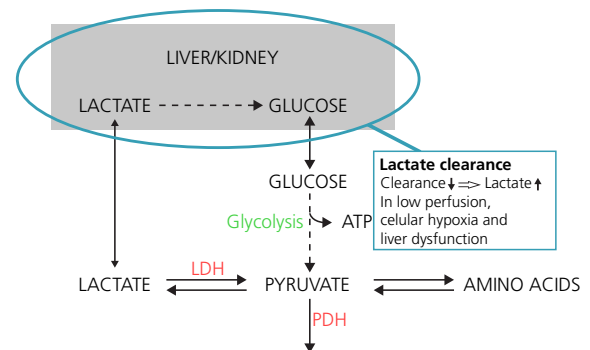 LIVER/KIDNEY
LACTATE GLUCOSE
GLUCOSE
Lactate clearance
Clearance⬇ => Lactate⬆
In low perfusion,
celular hypoxia and
liver dysfunction
Glycolysis ATP
LDH
LACTATE PYRUVATE AMINO ACIDS
PDH